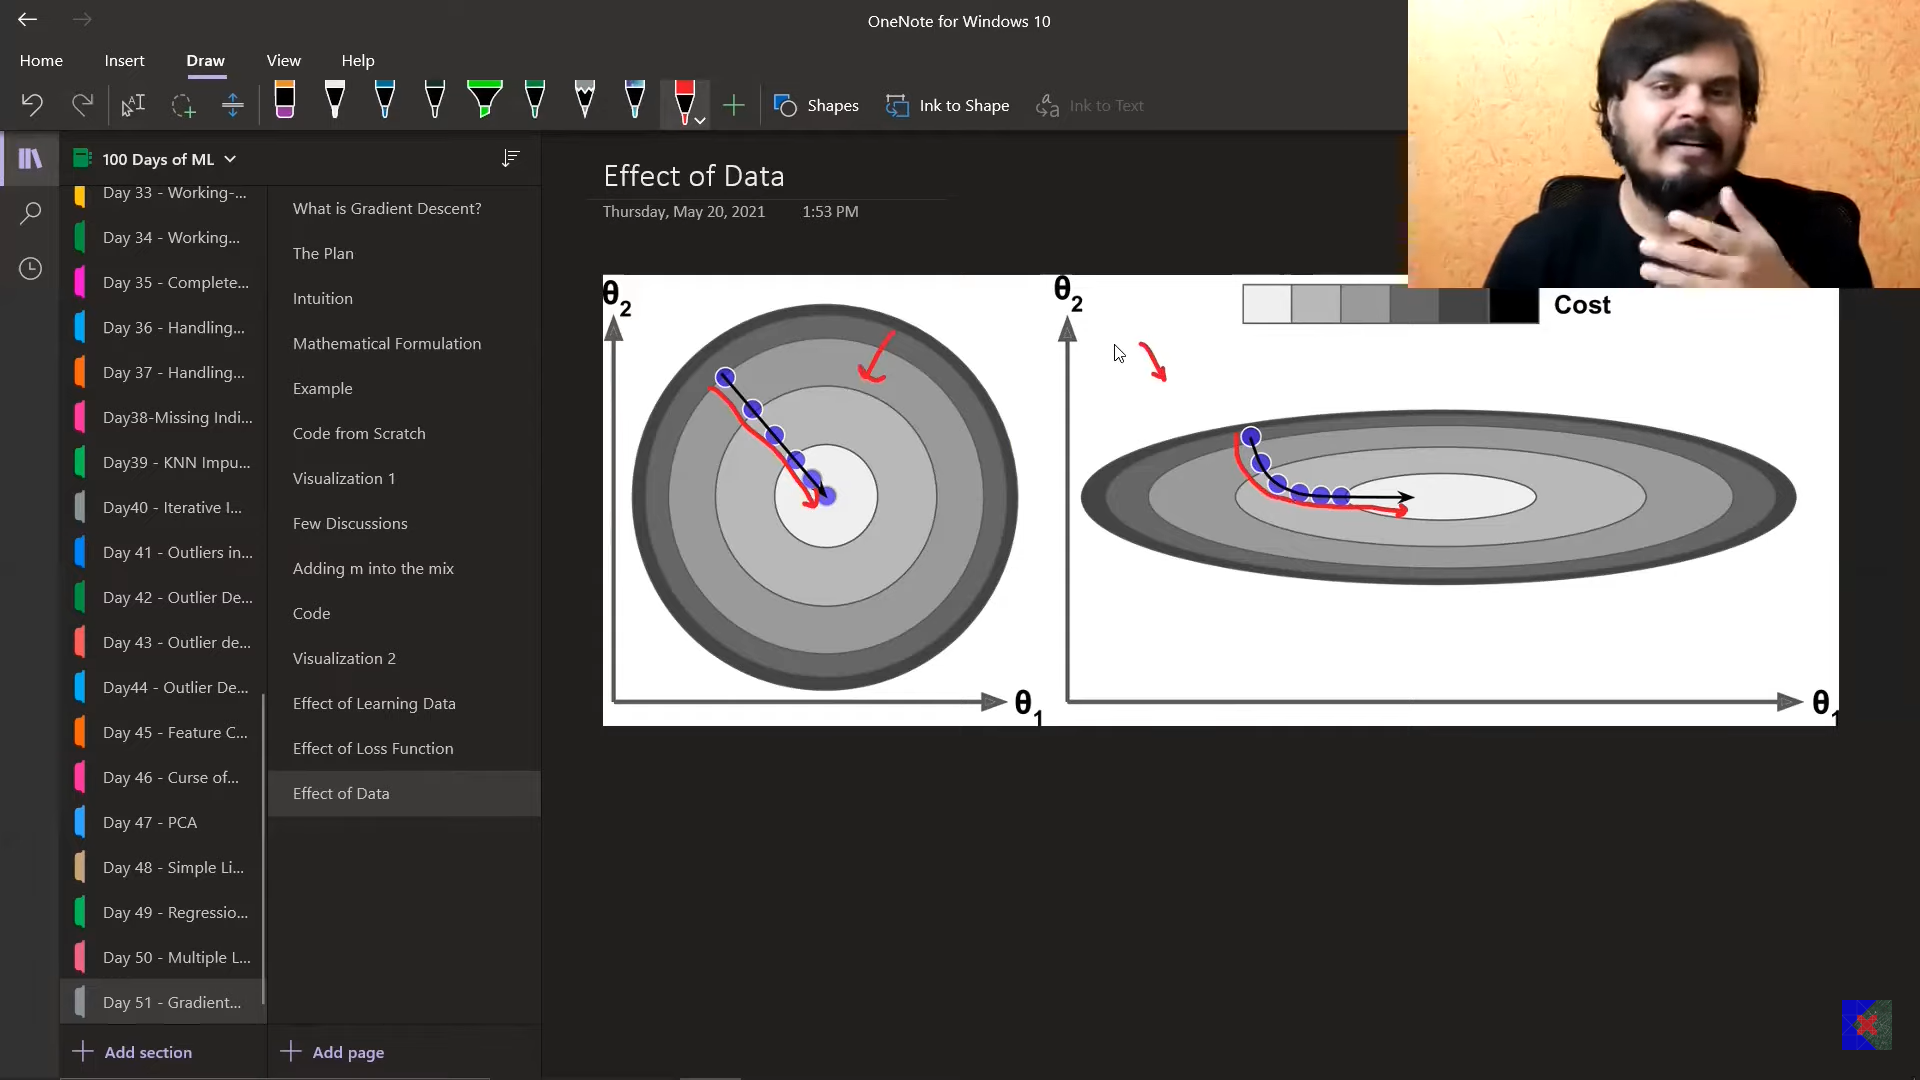 OneNote for Windows 10
Home
Insert
Draw
View
Help
Shapes
Ink to Shape
Ink to Text
100 Days of ML
Day 33 - Working-...
Day 34 - Working...
Day 35 - Complete...
Day 36 - Handling...
Day 37 - Handling...
Day38-Missing Indi...
Day39 - KNN Impu...
Day40 - Iterative I...
Day 41 - Outliers in...
Day 42 - Outlier De...
Day 43 - Outlier de...
Day44 - Outlier De...
Day 45 - Feature C...
Day 46 - Curse of...
Day 47 - PCA
Day 48 - Simple Li...
Day 49 - Regressio...
Day 50 - Multiple L...
Day 51 - Gradient...
Add section
What is Gradient Descent?
The Plan
Intuition
Mathematical Formulation
Example
Code from Scratch
Visualization 1
Few Discussions
Adding m into the mix
Code
Visualization 2
Effect of Learning Data
Effect of Loss Function
Effect of Data
Add page
Effect of Data
Thursday, May 20, 2021 1:53 PM
θ2
θ1
θ2
Cost
θ1